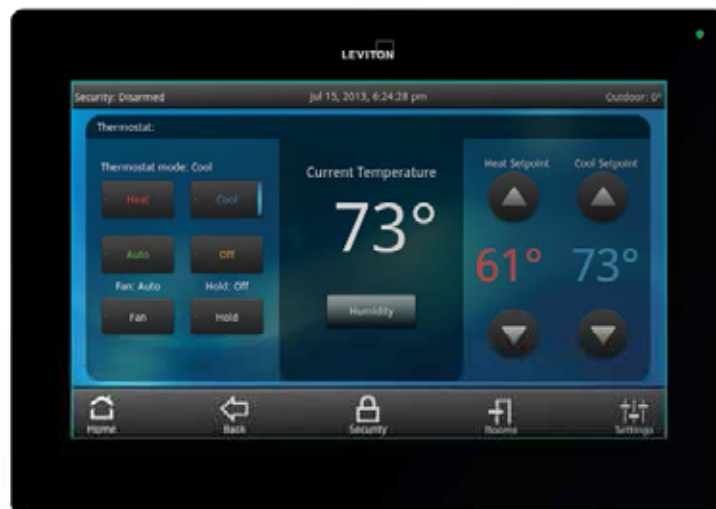 LEVITON
Security: Disarmed Jul 15, 2013, 6:24:28 pm Outdoor: 0°
Thermostat:
Thermostat mode: Cool
Heat Cool
Auto Off
Fan: Auto Hold: Off
Fan Hold
Current Temperature
73°
Humidity
Heat Setpoint Cool Setpoint
61° 73°
Home Back Security Rooms Settings